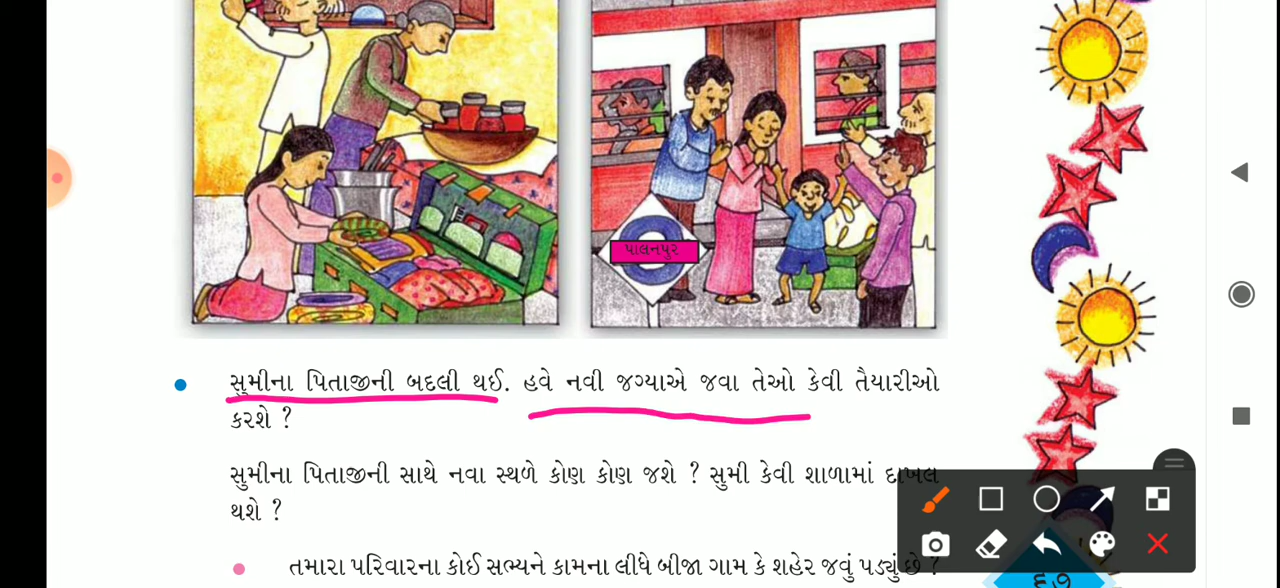 પાલનપુર
સુમીના પિતાજીની બદલી થઈ. હવે નવી જગ્યાએ જવા તેઓ કેવી તૈયારીઓ
કરશે ?
સુમીના પિતાજીની સાથે નવા સ્થળે કોણ કોણ જશે ? સુમી કેવી શાળામાં દાખલ
થશે ?
તમારા પરિવારના કોઈ સભ્યને કામના લીધે બીજા ગામ કે શહેર જવું પડ્યું છે ?
૬૭